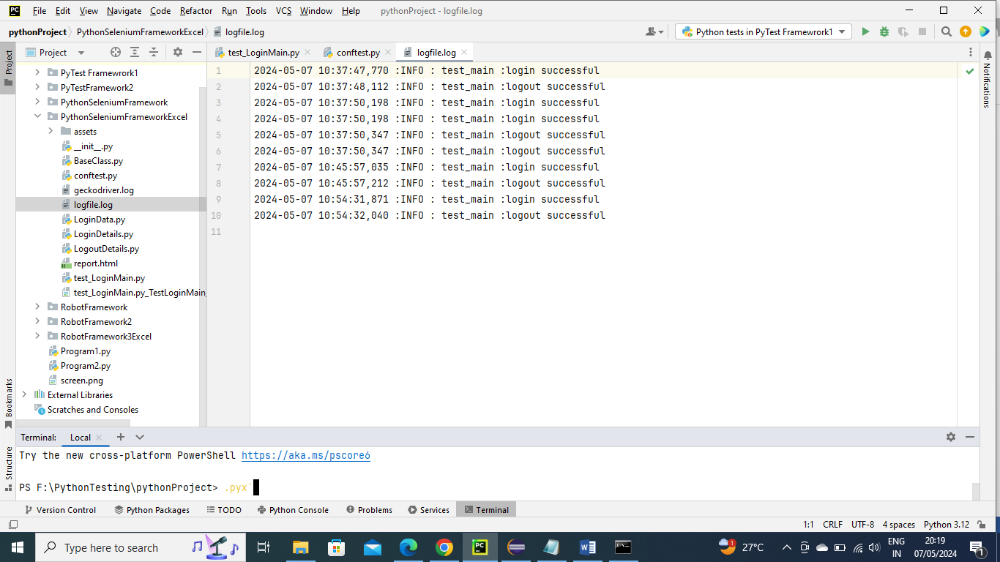 PC File Edit View Navigate Code Refactor Run Tools VCS Window Help pythonProject - logfile.log
pythonProject PythonSeleniumFrameworkExcel logfile.log Python tests in PyTest Framewrork1
Project
Project
test_LoginMain.py conftest.py logfile.log
Notifications
PyTest Framewrork1
PyTestFramework2
PythonSeleniumFramework
PythonSeleniumFrameworkExcel
assets
__init__.py
BaseClass.py
conftest.py
geckodriver.log
logfile.log
LoginData.py
LoginDetails.py
LogoutDetails.py
report.html
test_LoginMain.py
test_LoginMain.py_TestLoginMain_
RobotFramework
RobotFramework2
RobotFramework3Excel
Program1.py
Program2.py
screen.png
External Libraries
Scratches and Consoles
1 2024-05-07 10:37:47,770 :INFO : test_main :login successful
2 2024-05-07 10:37:48,112 :INFO : test_main :logout successful
3 2024-05-07 10:37:50,198 :INFO : test_main :login successful
4 2024-05-07 10:37:50,198 :INFO : test_main :login successful
5 2024-05-07 10:37:50,347 :INFO : test_main :logout successful
6 2024-05-07 10:37:50,347 :INFO : test_main :logout successful
7 2024-05-07 10:45:57,035 :INFO : test_main :login successful
8 2024-05-07 10:45:57,212 :INFO : test_main :logout successful
9 2024-05-07 10:54:31,871 :INFO : test_main :login successful
10 2024-05-07 10:54:32,040 :INFO : test_main :logout successful
11
Bookmarks
Structure
Terminal: Local
Try the new cross-platform PowerShell https://aka.ms/pscore6
PS F:\PythonTesting\pythonProject> .pyx`
Version Control Python Packages TODO Python Console Problems Services Terminal
1:1 CRLF UTF-8 4 spaces Python 3.12
Type here to search
PC
27°C
ENG
IN
20:19
07/05/2024
1
1